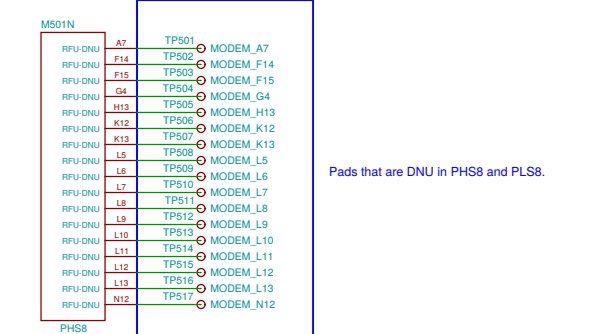 M501N
RFU-DNU A7 TP501 MODEM_A7
RFU-DNU F14 TP502 MODEM_F14
RFU-DNU F15 TP503 MODEM_F15
RFU-DNU G4 TP504 MODEM_G4
RFU-DNU H13 TP505 MODEM_H13
RFU-DNU K12 TP506 MODEM_K12
RFU-DNU K13 TP507 MODEM_K13
RFU-DNU L5 TP508 MODEM_L5
Pads that are DNU in PHS8 and PLS8.
RFU-DNU L6 TP509 MODEM_L6
RFU-DNU L7 TP510 MODEM_L7
RFU-DNU L8 TP511 MODEM_L8
RFU-DNU L9 TP512 MODEM_L9
RFU-DNU L10 TP513 MODEM_L10
RFU-DNU L11 TP514 MODEM_L11
RFU-DNU L12 TP515 MODEM_L12
RFU-DNU L13 TP516 MODEM_L13
RFU-DNU N12 TP517 MODEM_N12
PHS8